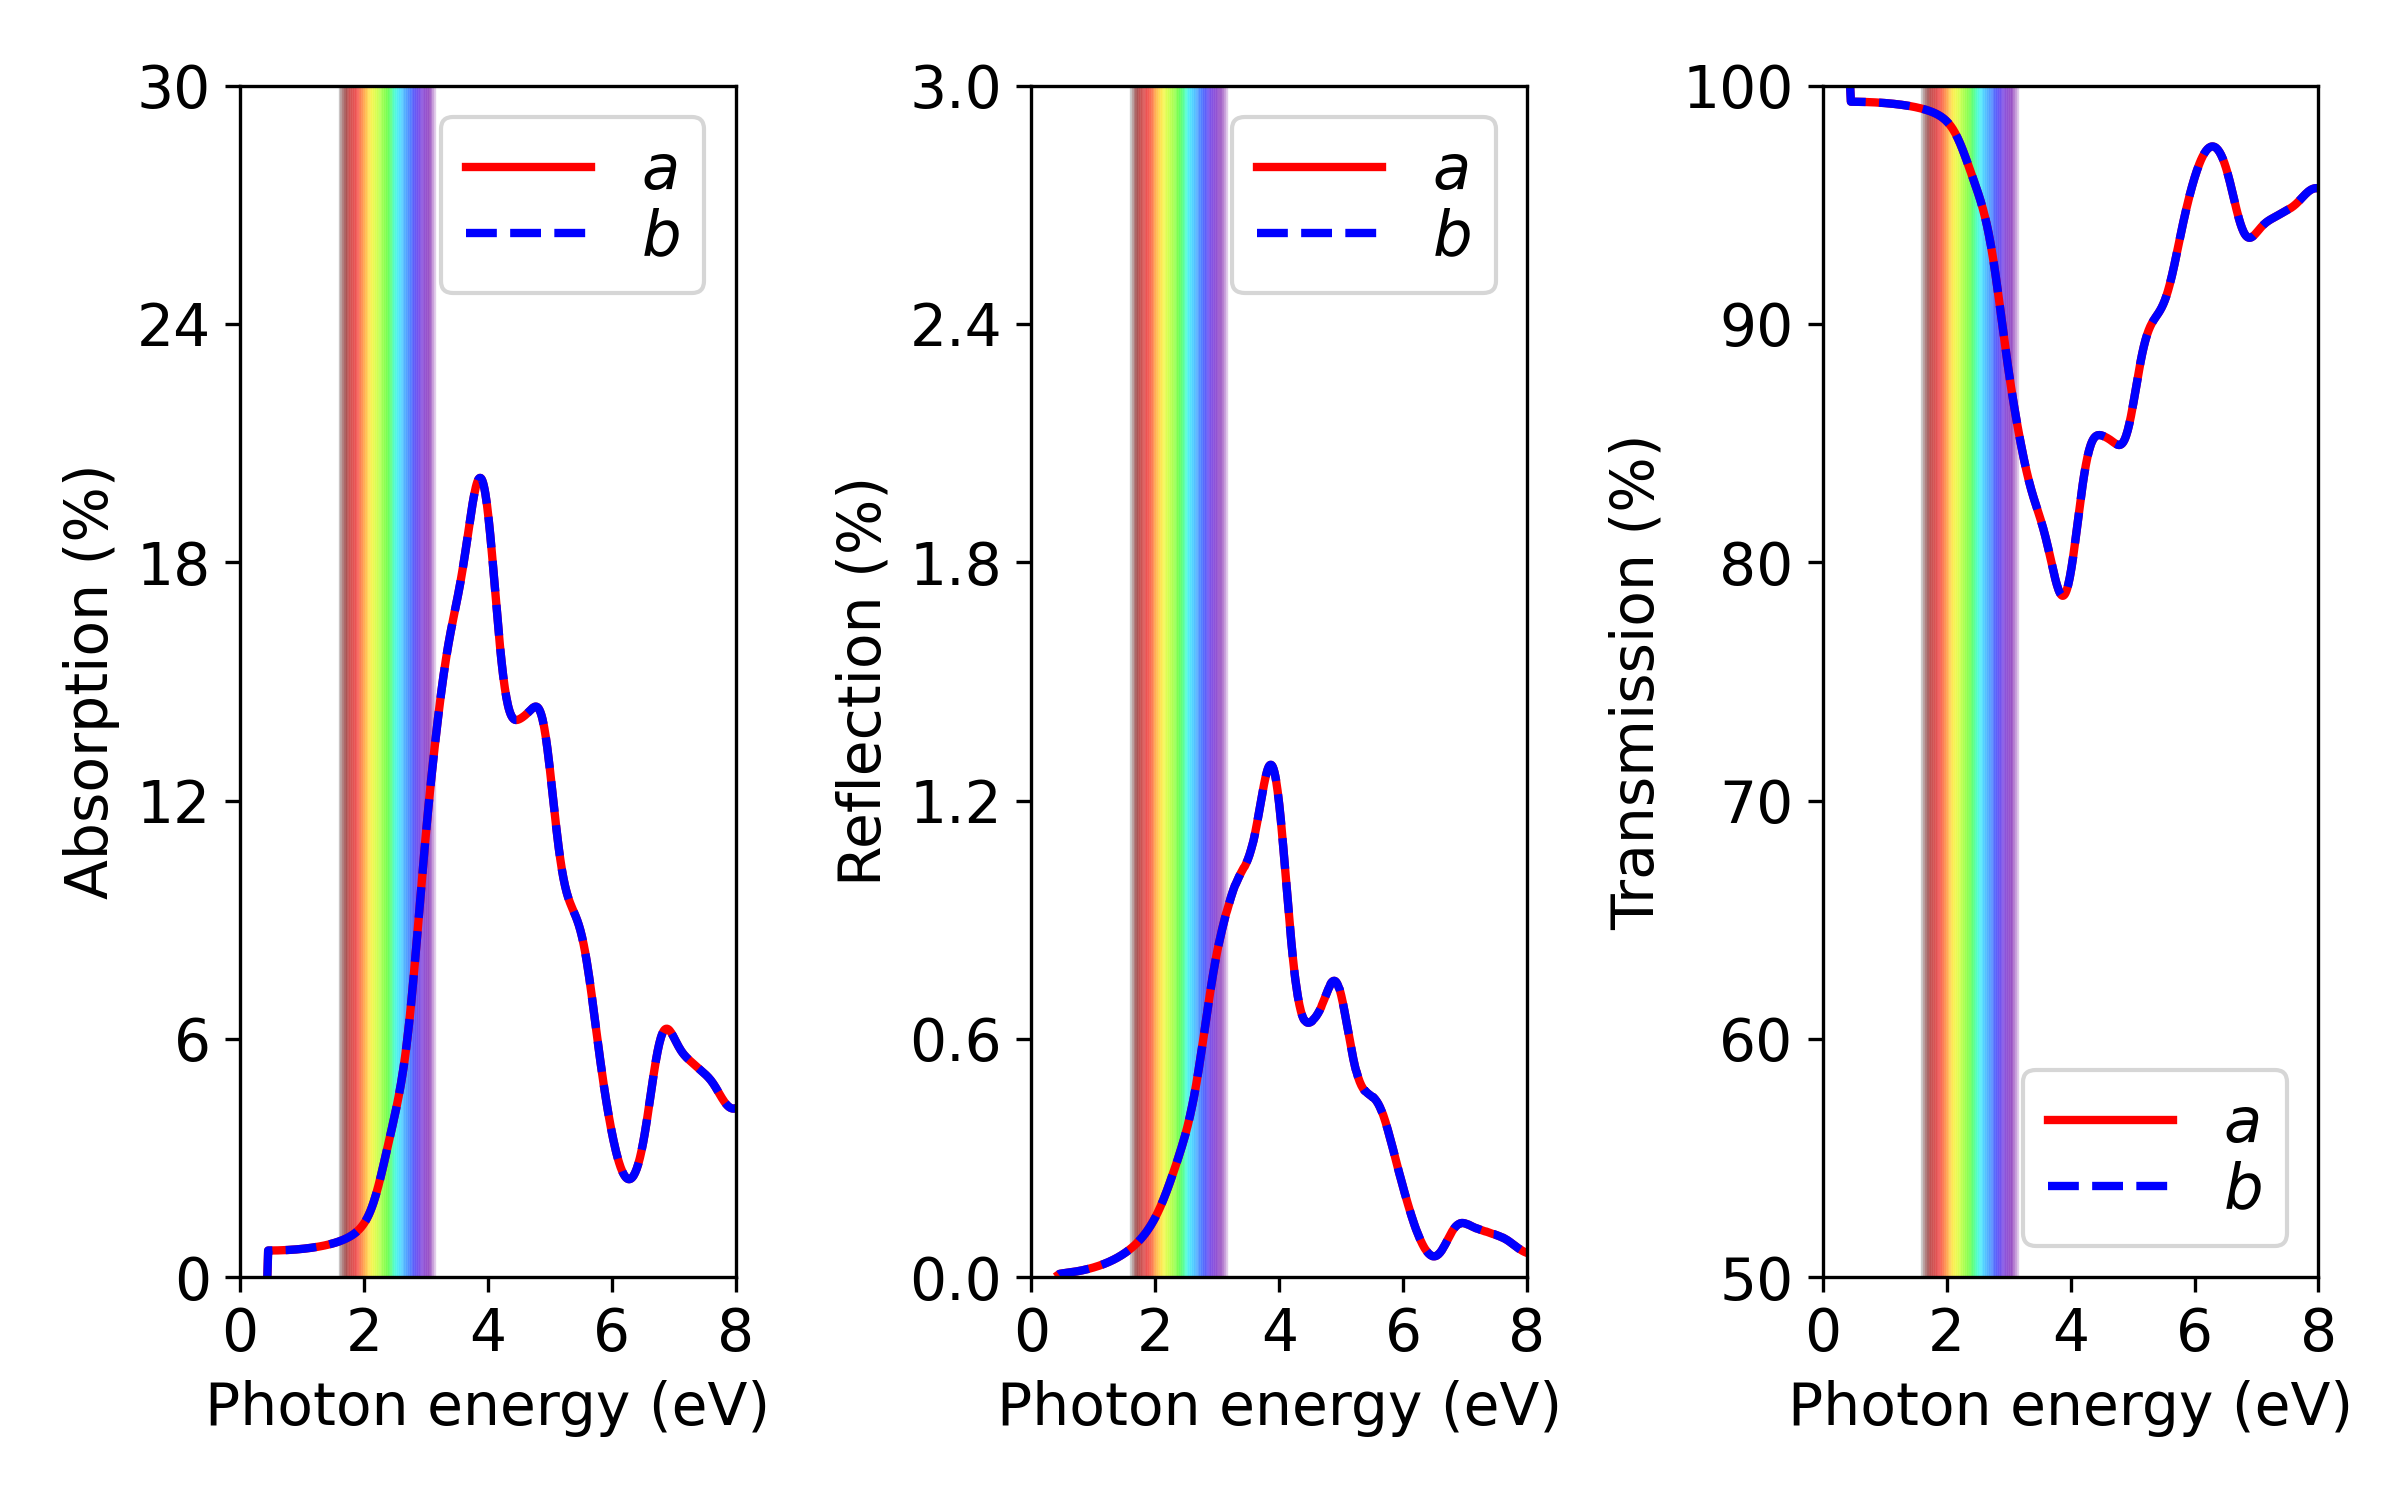 Absorption (%)
30
24
18
12
6
0
0 2 4 6 8
Photon energy (eV)
a
b
Reflection (%)
3.0
2.4
1.8
1.2
0.6
0.0
0 2 4 6 8
Photon energy (eV)
a
b
Transmission (%)
100
90
80
70
60
50
0 2 4 6 8
Photon energy (eV)
a
b